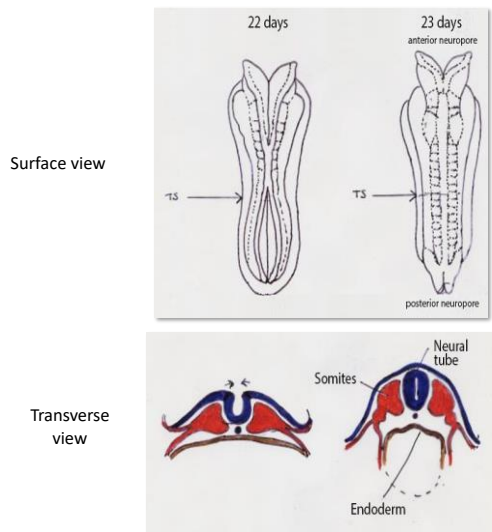 22 days
23 days
anterior neuropore
Surface view
TS
TS
posterior neuropore
Neural
tube
Somites
Transverse
view
Endoderm